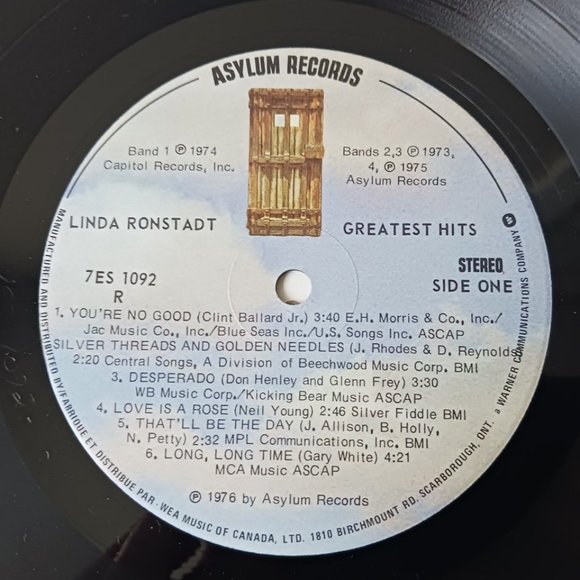 ASYLUM RECORDS
Band 1 ℗ 1974
Capitol Records, Inc.
Bands 2,3 ℗ 1973,
4, ℗ 1975
Asylum Records
LINDA RONSTADT
GREATEST HITS
7ES 1092
R
STEREO
SIDE ONE
1. YOU'RE NO GOOD (Clint Ballard Jr.) 3:40 E.H. Morris & Co., Inc./
Jac Music Co., Inc./Blue Seas Inc./U.S. Songs Inc. ASCAP
SILVER THREADS AND GOLDEN NEEDLES (J. Rhodes & D. Reynolds
2:20 Central Songs, A Division of Beechwood Music Corp. BMI
3. DESPERADO (Don Henley and Glenn Frey) 3:30
WB Music Corp./Kicking Bear Music ASCAP
4. LOVE IS A ROSE (Neil Young) 2:46 Silver Fiddle BMI
5. THAT'LL BE THE DAY (J. Allison, B. Holly,
N. Petty) 2:32 MPL Communications, Inc. BMI
6. LONG, LONG TIME (Gary White) 4:21
MCA Music ASCAP
℗ 1976 by Asylum Records
MANUFACTURED AND DISTRIBUTED BY/FABRIQUE ET DISTRIBUE PAR-WEA MUSIC OF CANADA, LTD. 1810 BIRCHMOUNT RD. SCARBOROUGH, ONT. a WARNER COMMUNICATIONS COMPANY